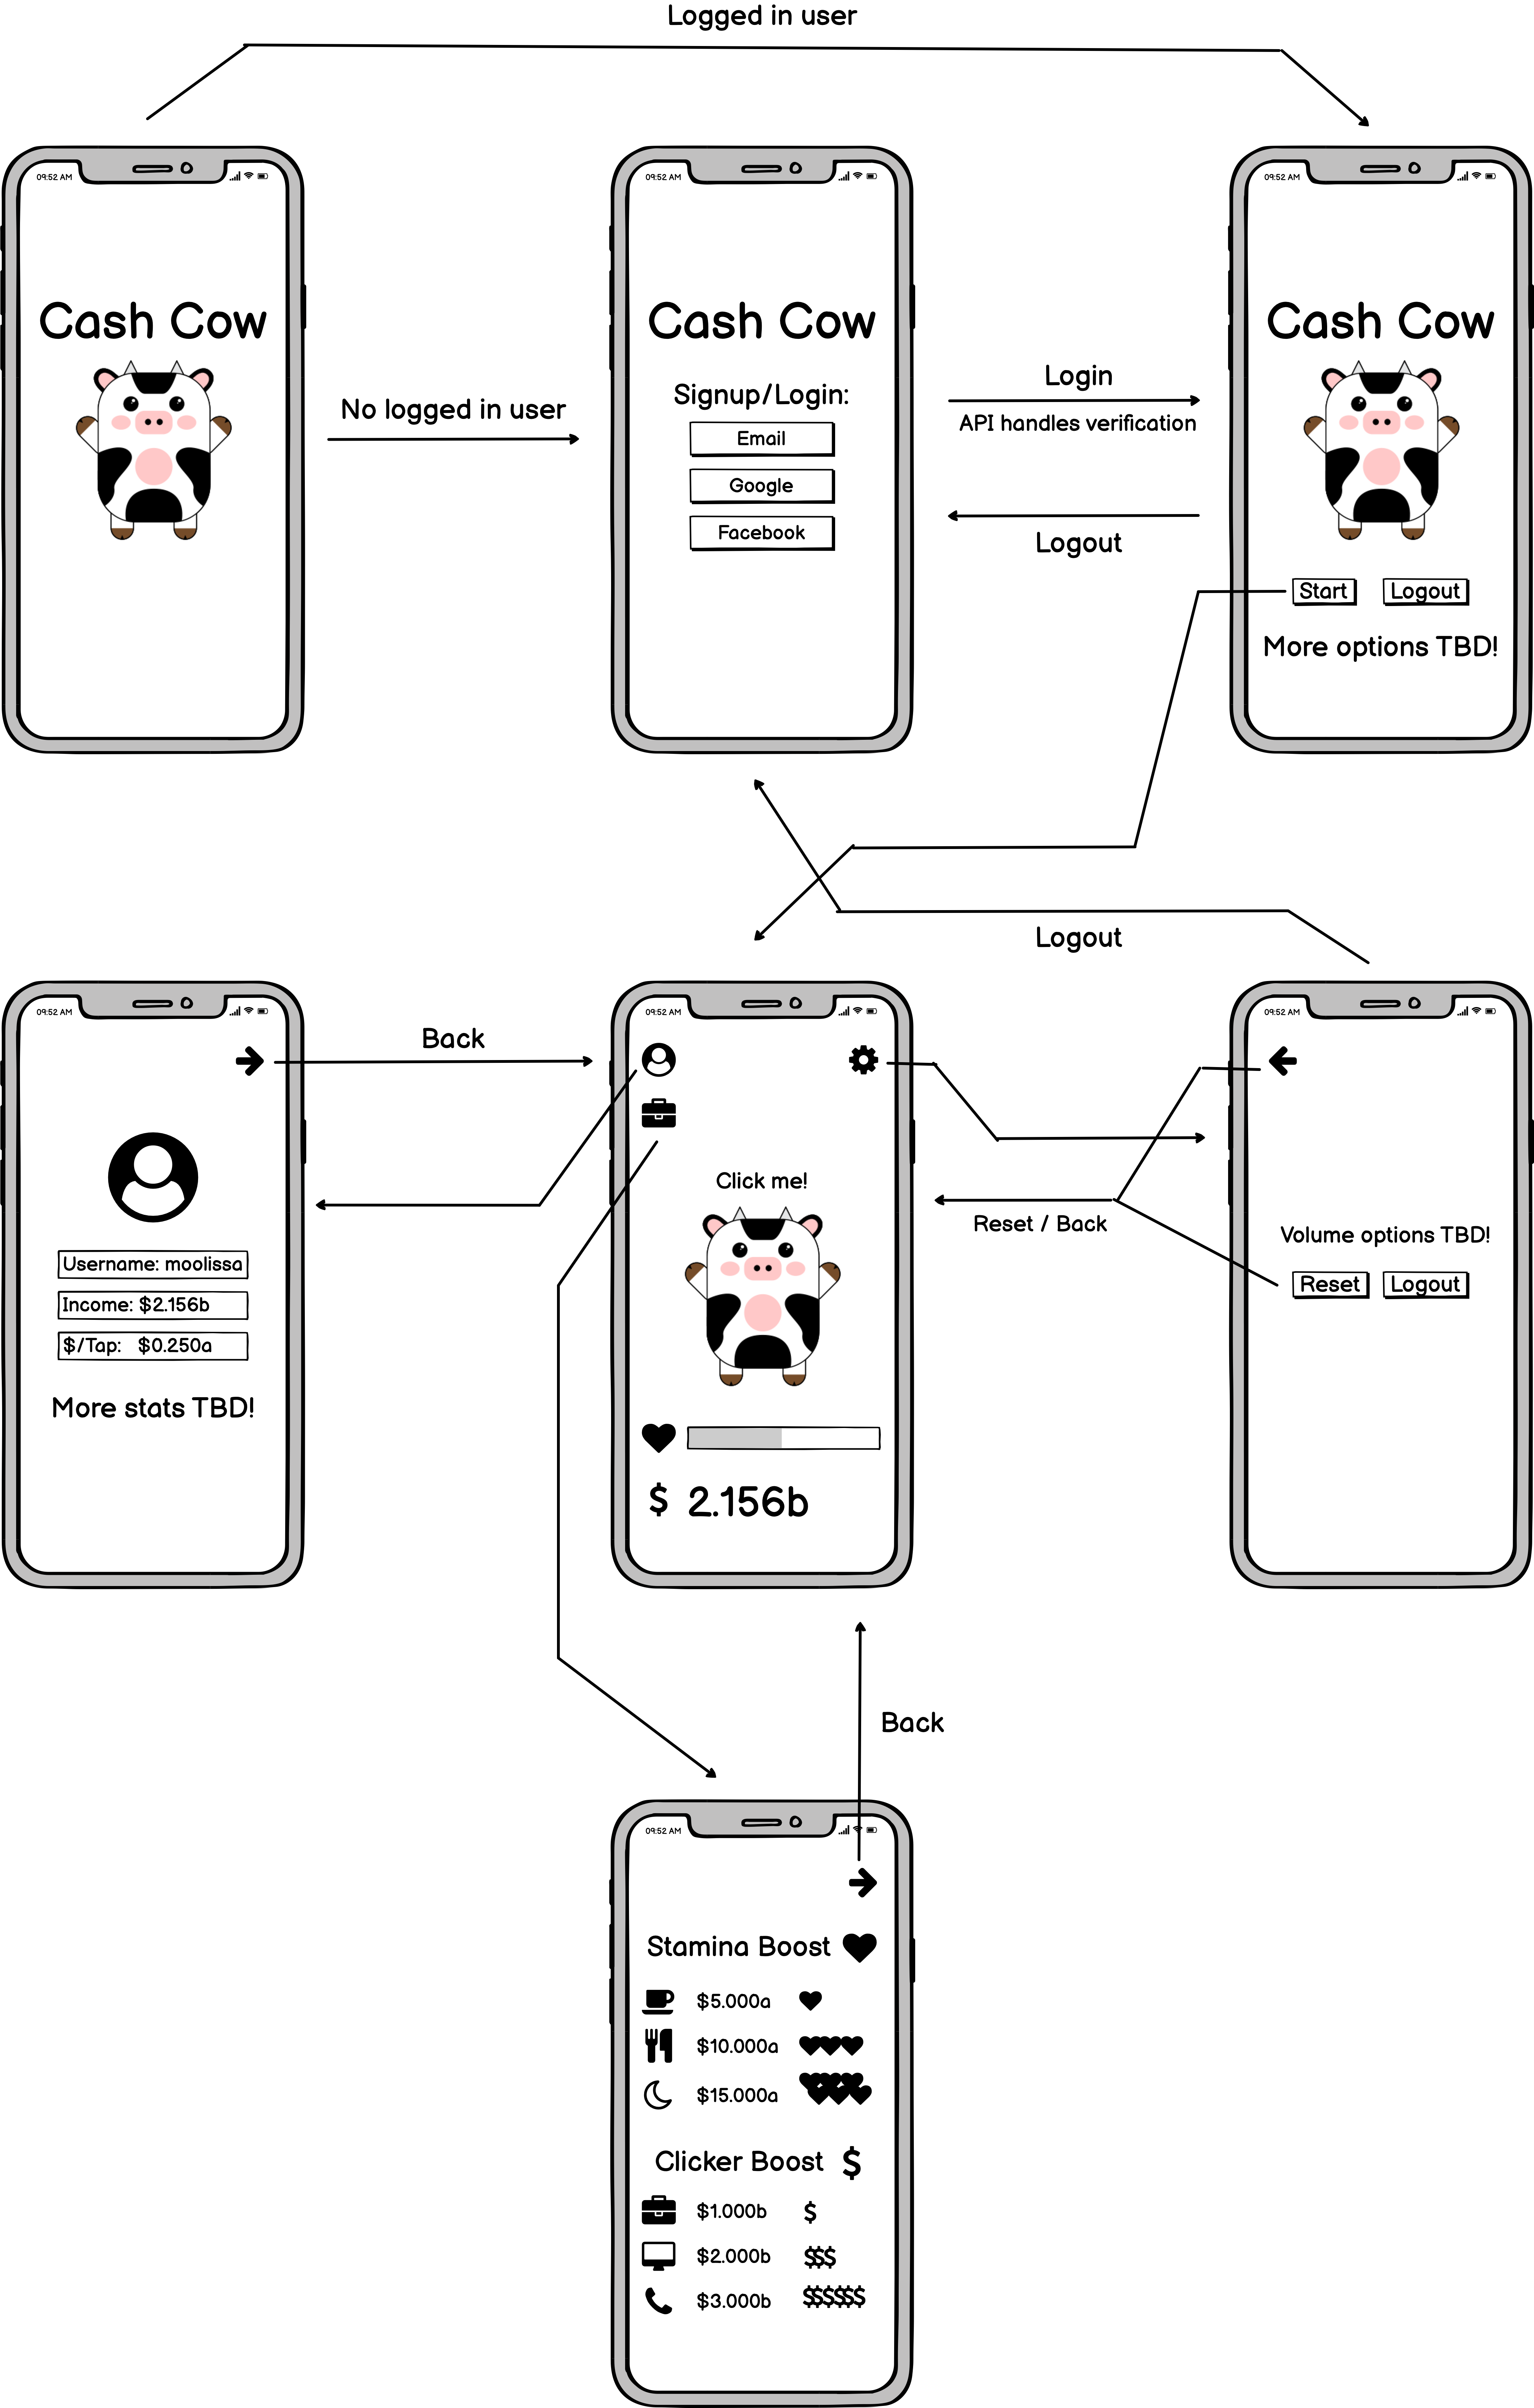 Logged in user
09:52 AM
Cash Cow
No logged in user
09:52 AM
Cash Cow
Signup/Login:
Email
Google
Facebook
Login
API handles verification
Logout
09:52 AM
Cash Cow
Start
Logout
More options TBD!
Logout
09:52 AM
Username: moolissa
Income: $2.156b
$/Tap: $0.250a
More stats TBD!
Back
09:52 AM
Click me!
$ 2.156b
Reset / Back
09:52 AM
Volume options TBD!
Reset
Logout
Back
09:52 AM
Stamina Boost
$5.000a
$10.000a
$15.000a
Clicker Boost $
$1.000b $
$2.000b $$$
$3.000b $$$$$$